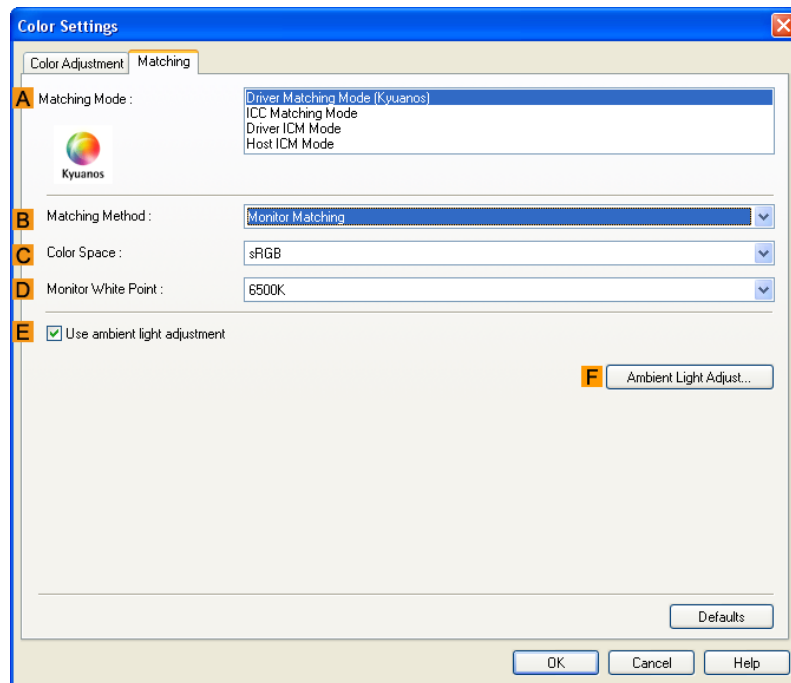 Color Settings
Color Adjustment Matching
A Matching Mode : Driver Matching Mode (Kyuanos)
ICC Matching Mode
Driver ICM Mode
Host ICM Mode
Kyuanos
B Matching Method : Monitor Matching
C Color Space : sRGB
D Monitor White Point : 6500K
E Use ambient light adjustment
F Ambient Light Adjust...
Defaults
OK Cancel Help